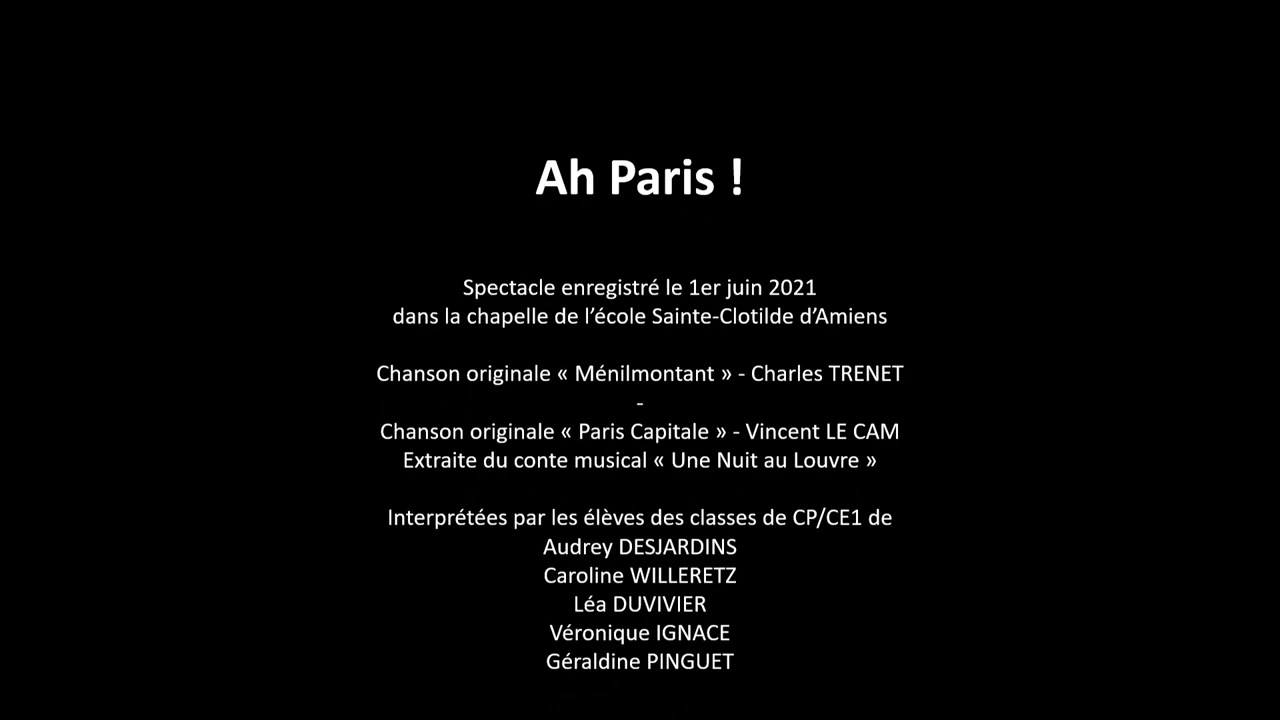 Ah Paris !
Spectacle enregistré le 1er juin 2021
dans la chapelle de l’école Sainte-Clotilde d’Amiens
Chanson originale « Ménilmontant » - Charles TRENET
-
Chanson originale « Paris Capitale » - Vincent LE CAM
Extraite du conte musical « Une Nuit au Louvre »
Interprétées par les élèves des classes de CP/CE1 de
Audrey DESJARDINS
Caroline WILLERETZ
Léa DUVIVIER
Véronique IGNACE
Géraldine PINGUET